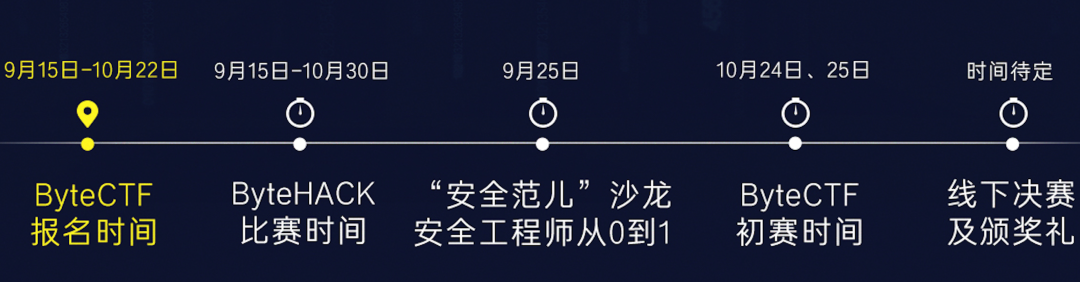 9月15日-10月22日
9月15日-10月30日
9月25日
10月24日、25日
时间待定
ByteCTF
报名时间
ByteHACK
比赛时间
“安全范儿”沙龙
安全工程师从0到1
ByteCTF
初赛时间
线下决赛
及颁奖礼